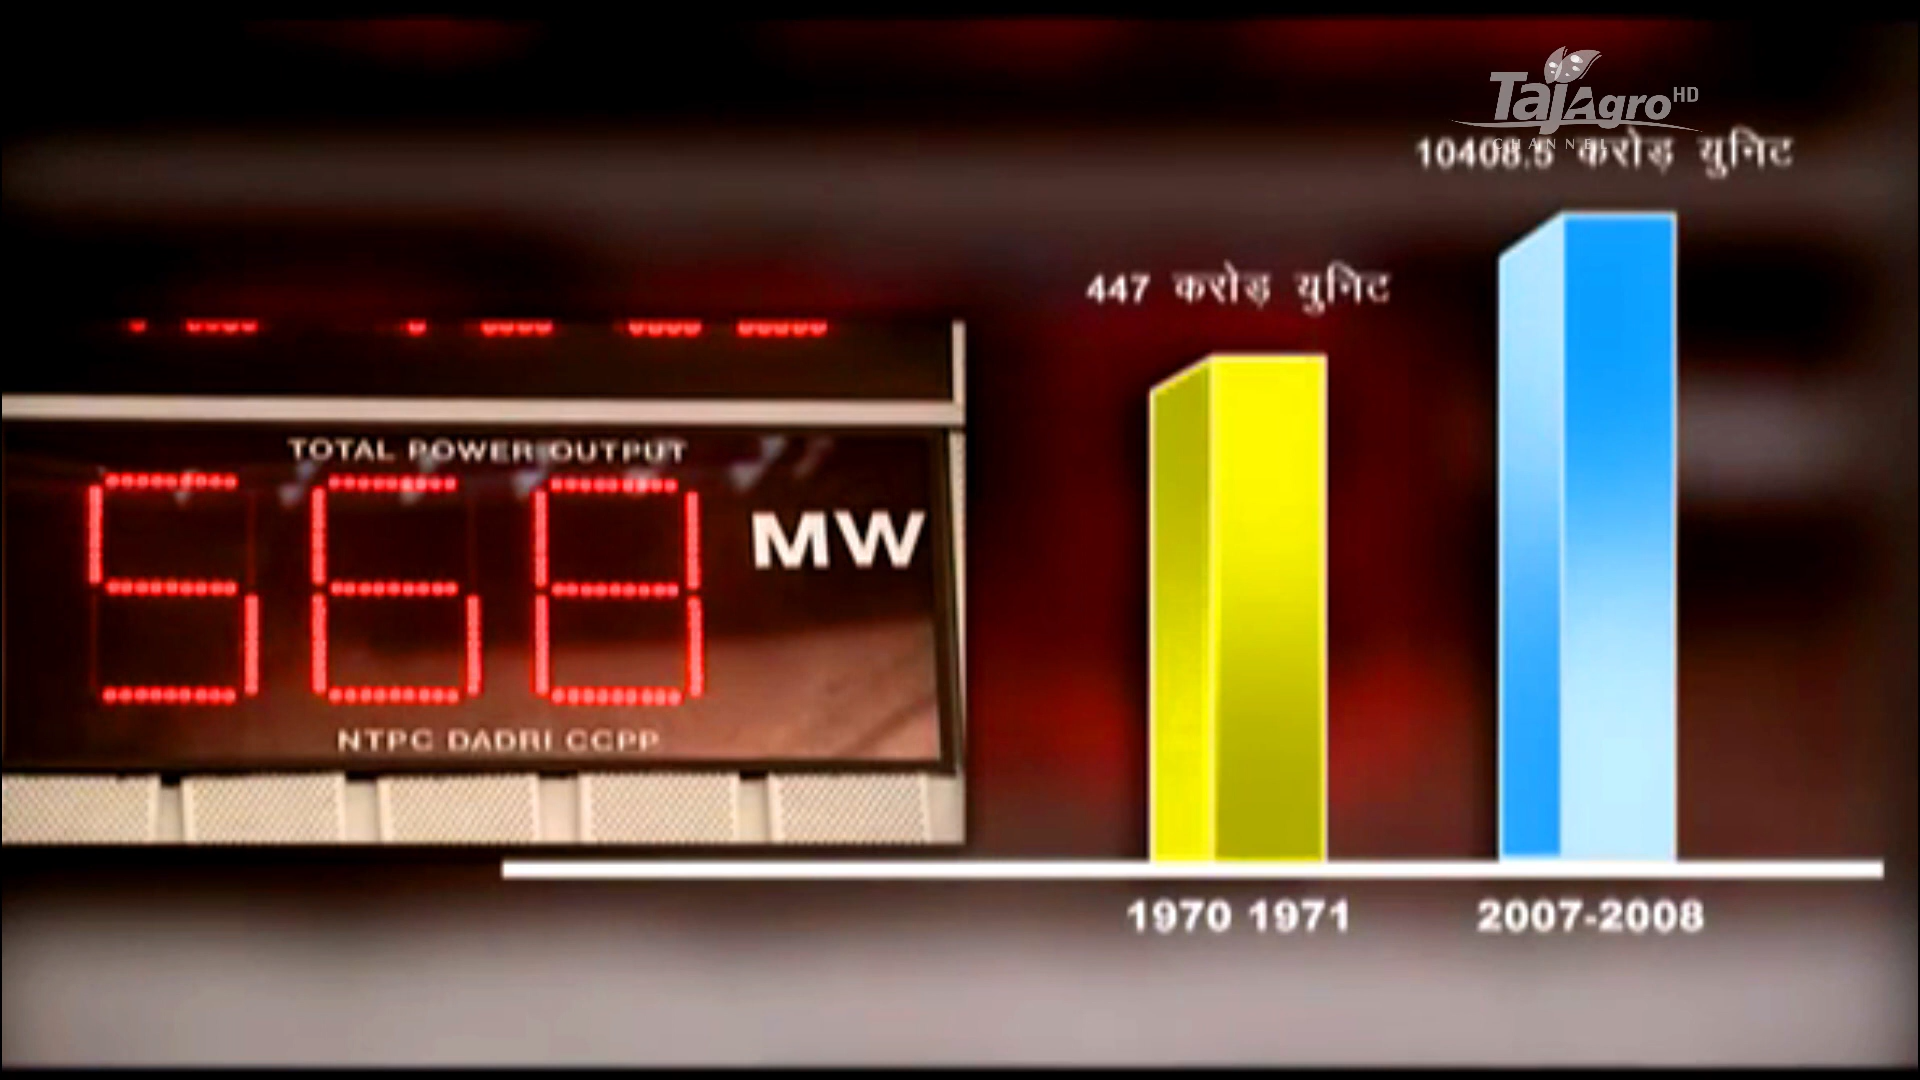 TajAgro HD
CHANNEL
10408.5 करोड़ युनिट
447 करोड़ युनिट
TOTAL POWER OUTPUT
568 MW
NTPC DADRI CCPP
1970 1971
2007-2008